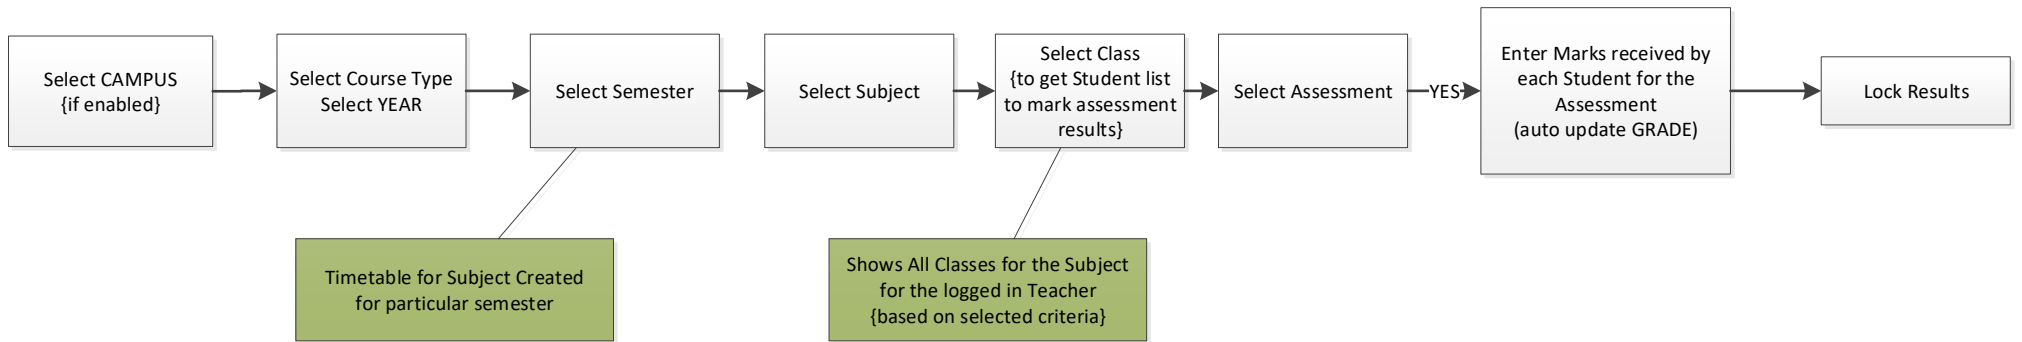 Select CAMPUS
{if enabled}
Select Course Type
Select YEAR
Select Semester
Select Subject
Select Class
{to get Student list
to mark assessment
results}
Select Assessment
YES
Enter Marks received by
each Student for the
Assessment
(auto update GRADE)
Lock Results
Timetable for Subject Created
for particular semester
Shows All Classes for the Subject
for the logged in Teacher
{based on selected criteria}